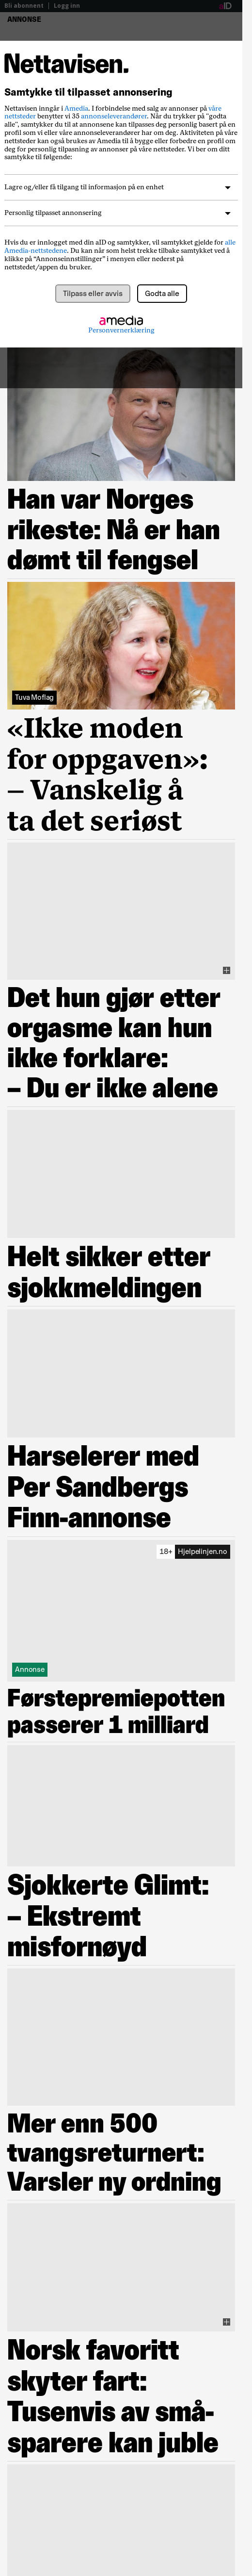 Bli abonnent | Logg inn
aID
ANNONSE
Nettavisen.
Samtykke til tilpasset annonsering
Nettavisen inngår i Amedia. I forbindelse med salg av annonser på våre
nettsteder benytter vi 35 annonseleverandører. Når du trykker på "godta
alle", samtykker du til at annonsene kan tilpasses deg, personlig basert på en
profil som vi eller våre annonseleverandører har om deg. Aktiviteten på våre
nettsteder kan også brukes av Amedia til å bygge eller forbedre en profil om
deg for personlig tilpasning av annonser på våre nettsteder. Vi ber om ditt
samtykke til følgende:
Lagre og/eller få tilgang til informasjon på en enhet
Personlig tilpasset annonsering
Hvis du er innlogget med din aID og samtykker, vil samtykket gjelde for alle
Amedia-nettstedene. Du kan når som helst trekke tilbake samtykket ved å
klikke på “Annonseinnstillinger” i menyen eller nederst på
nettstedet/appen du bruker.
Tilpass eller avvis
Godta alle
amedia
Personvernerklæring
Han var Norges
rikeste: Nå er han
dømt til fengsel
Tuva Moflag
«Ikke moden
for oppgaven»:
– Vanskelig å
ta det seriøst
Det hun gjør etter
orgasme kan hun
ikke forklare:
– Du er ikke alene
Helt sikker etter
sjokkmeldingen
Harselerer med
Per Sandbergs
Finn-annonse
18+ Hjelpelinjen.no
Annonse
Førstepremiepotten
passerer 1 milliard
Sjokkerte Glimt:
– Ekstremt
misfornøyd
Mer enn 500
tvangsreturnert:
Varsler ny ordning
Norsk favoritt
skyter fart:
Tusenvis av små-
sparere kan juble